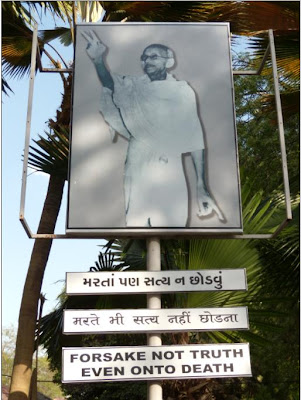 મરતાં પણ સત્ય ન છોડવું
मरते भी सत्य नहीं छोडना
FORSAKE NOT TRUTH
EVEN ONTO DEATH